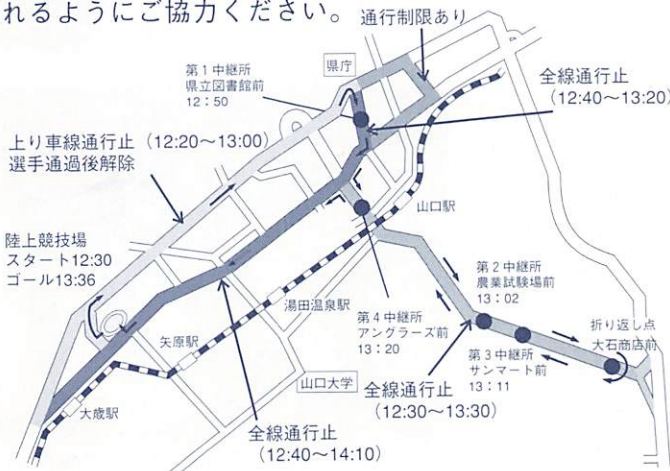 れるようにご協力ください。
通行制限あり
県庁
第1中継所
県立図書館前
12:50
全線通行止
(12:40〜13:20)
上り車線通行止(12:20〜13:00)
選手通過後解除
山口駅
陸上競技場
スタート12:30
ゴール13:36
第2中継所
農業試験場前
13:02
湯田温泉駅
第4中継所
アングラーズ前
13:20
折り返し点
大石商店前
矢原駅
第3中継所
サンマート前
13:11
山口大学
全線通行止
(12:30〜13:30)
大歳駅
全線通行止
(12:40〜14:10)